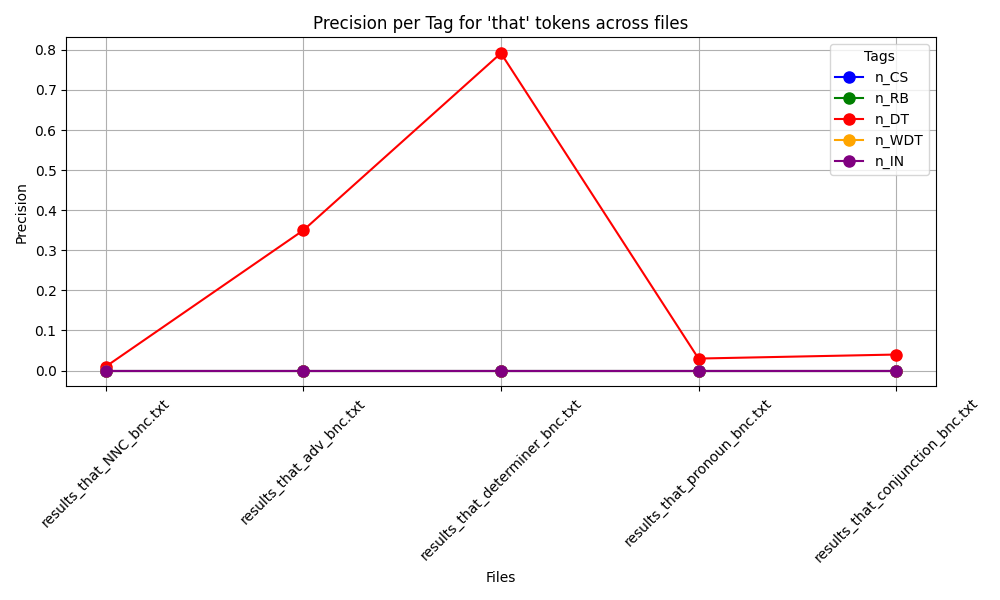 Precision per Tag for 'that' tokens across files
Precision
0.8
0.7
0.6
0.5
0.4
0.3
0.2
0.1
0.0
Tags
n_CS
n_RB
n_DT
n_WDT
n_IN
results_that_NNC_bnc.txt
results_that_adv_bnc.txt
results_that_determiner_bnc.txt
results_that_pronoun_bnc.txt
results_that_conjunction_bnc.txt
Files